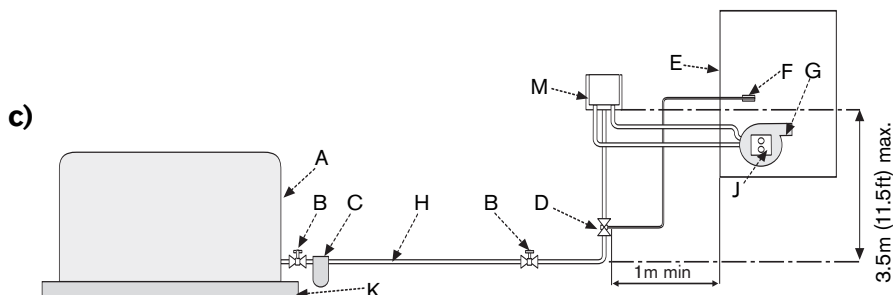 E
F G
M
c)
J
A
B C H B D
1m min
K
3.5m (11.5ft) max.